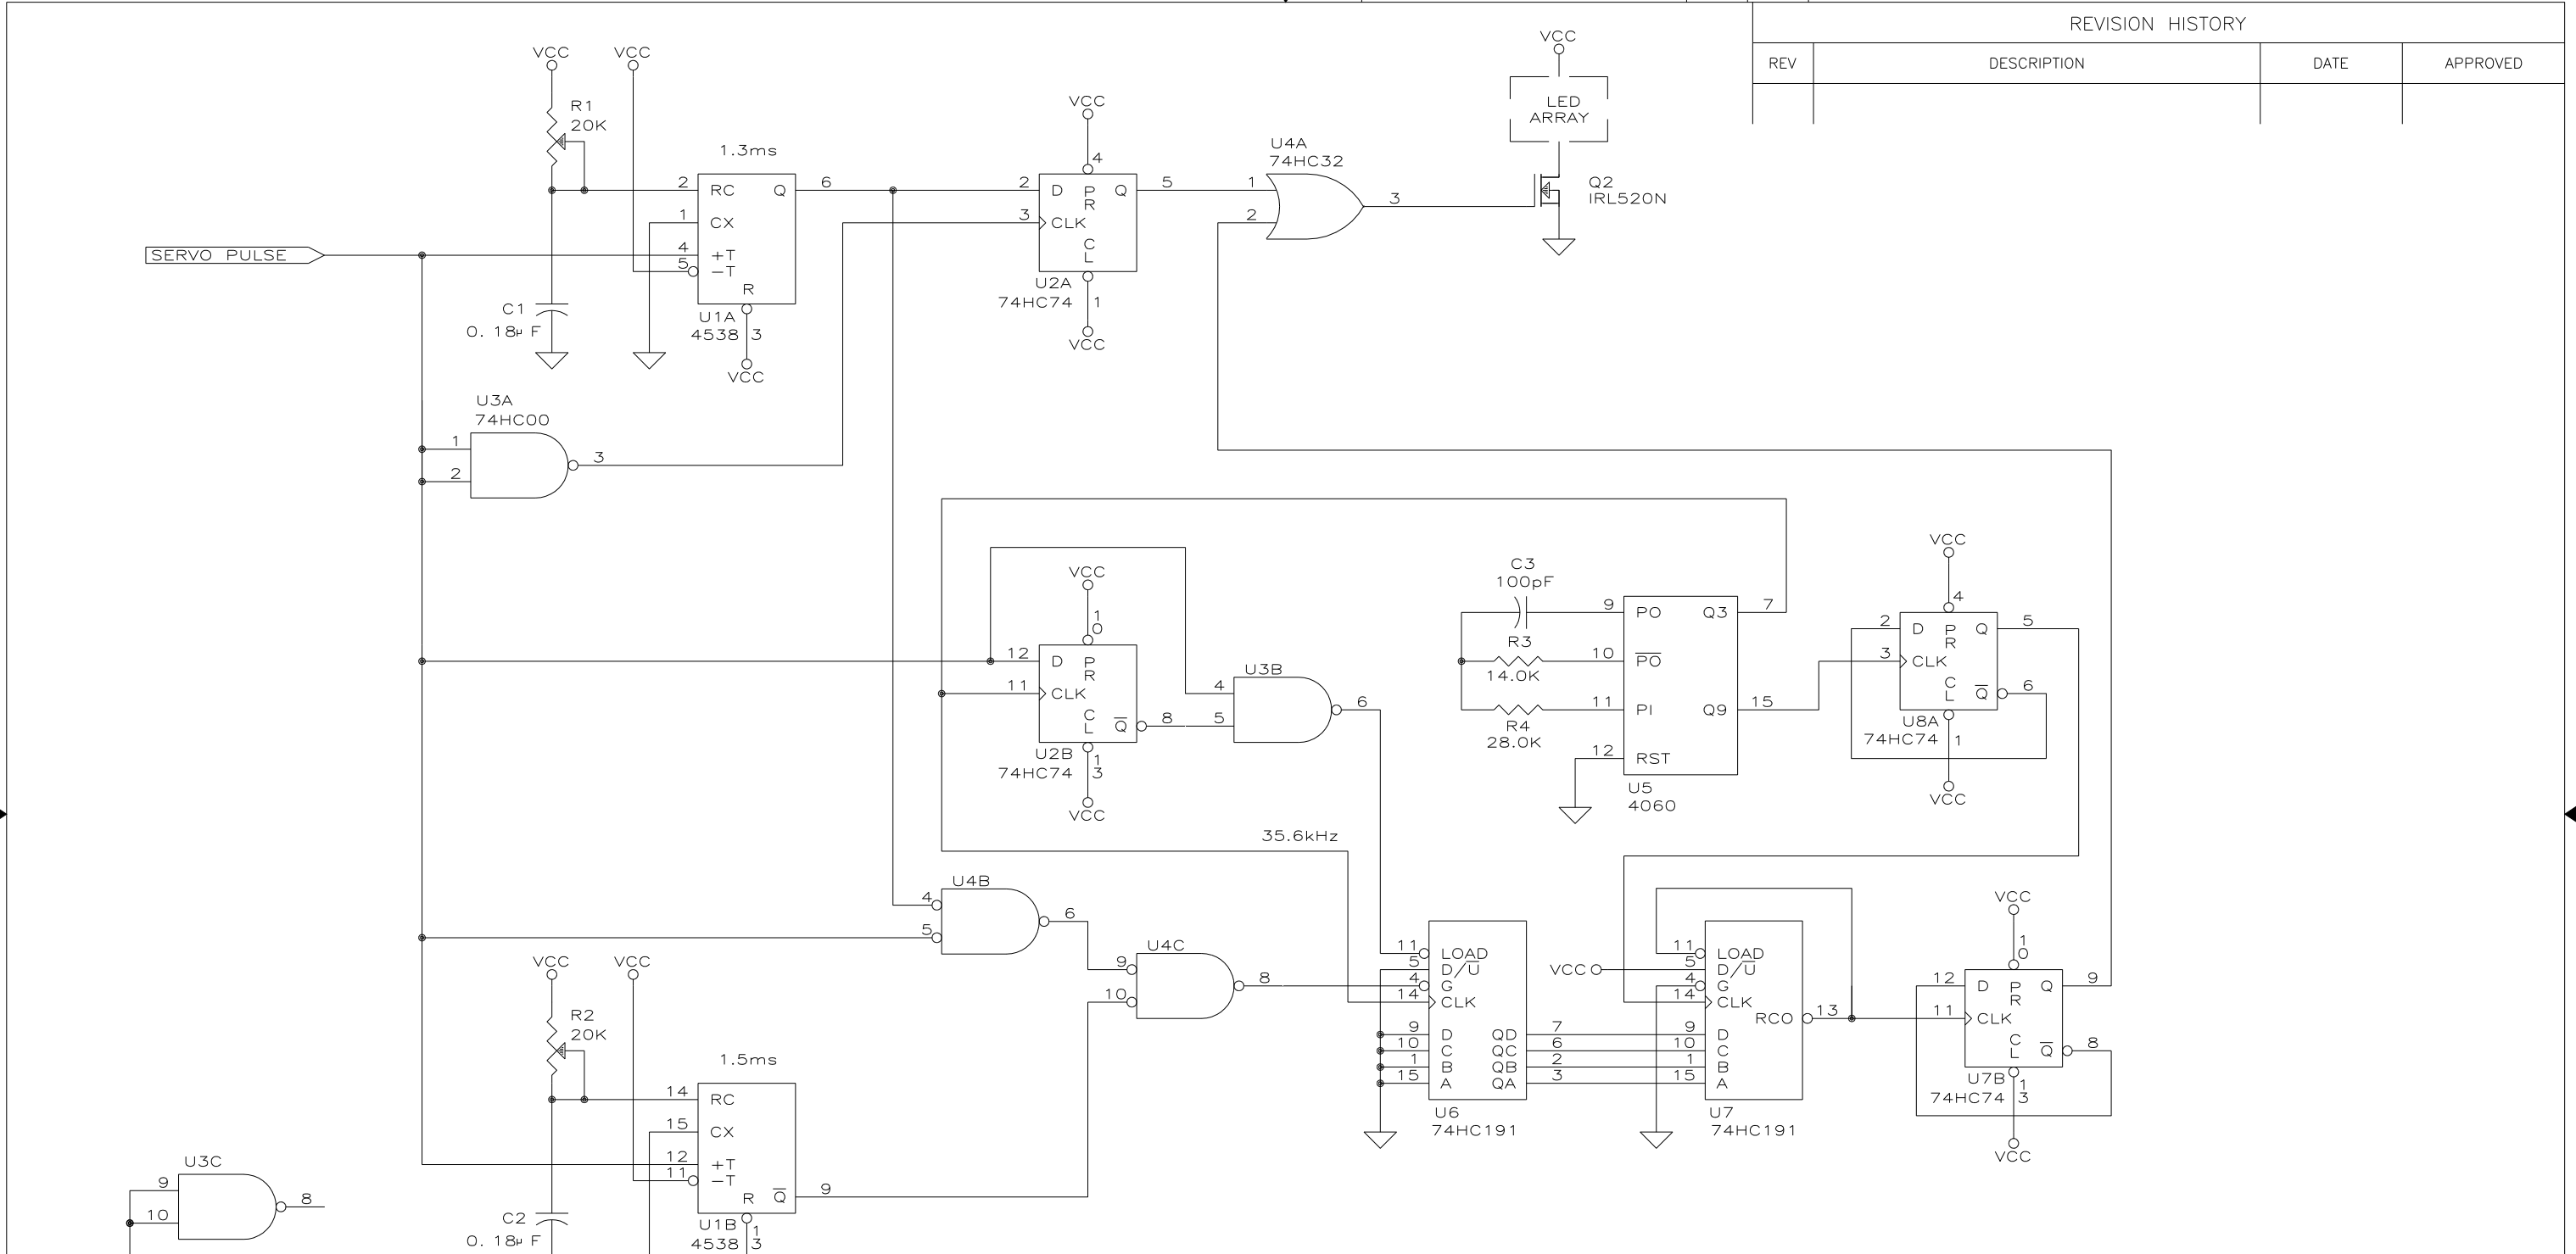 REVISION HISTORY
REV DESCRIPTION DATE APPROVED
VCC VCC
R1
20K
1.3ms
2 RC Q 6
1 CX
4 +T
5 -T
R
U1A
4538 3
VCC
SERVO PULSE
C1
0.18µF
VCC
4
2 D PR Q 5
3 CLK
CL
U2A
74HC74 1
VCC
U4A
74HC32
1
2
3
VCC
LED
ARRAY
Q2
IRL520N
U3A
74HC00
1
2
3
VCC
10
12 D PR
11 CLK
CL Q 8
U2B
74HC74 13
VCC
U3B
4
5
6
C3
100pF
R3
14.0K
R4
28.0K
9 PO Q3 7
10 PO
11 PI Q9 15
12 RST
U5
4060
VCC
4
2 D PR Q 5
3 CLK
CL Q 6
U8A
74HC74 1
VCC
35.6kHz
U4B
4
5
6
U4C
9
10
8
11 LOAD
5 D/U
4 G
14 CLK
9 D QD 7
10 C QC 6
1 B QB 2
15 A QA 3
U6
74HC191
VCC
11 LOAD
5 D/U
4 G
14 CLK
RCO 13
9 D
10 C
1 B
15 A
U7
74HC191
VCC
10
12 D PR Q 9
11 CLK
CL Q 8
U7B
74HC74 13
VCC
VCC VCC
R2
20K
1.5ms
14 RC
15 CX
12 +T
11 -T
R Q 9
U1B
4538 13
C2
0.18µF
U3C
9
10
8